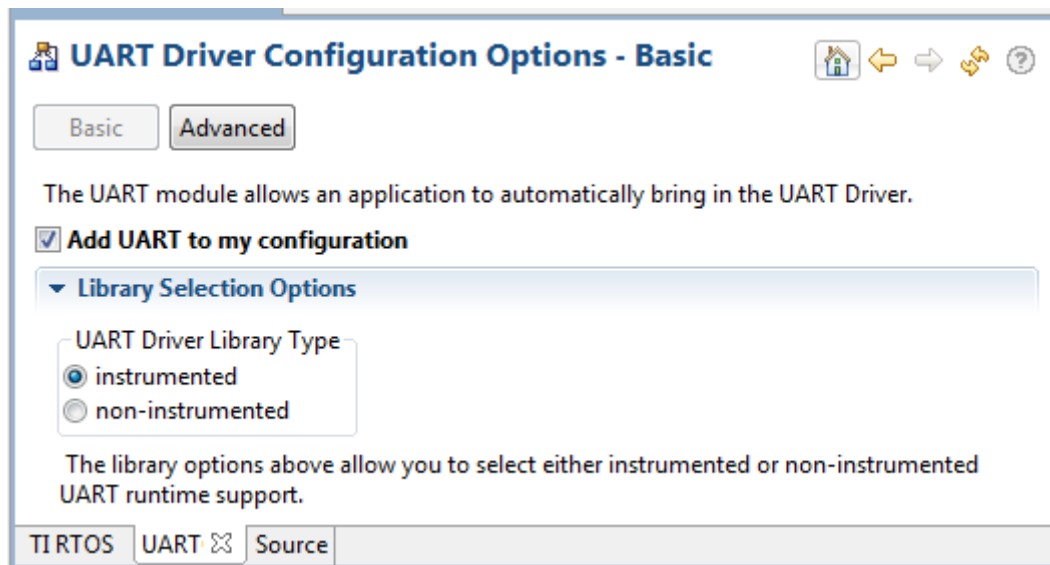 UART Driver Configuration Options - Basic
Basic Advanced
The UART module allows an application to automatically bring in the UART Driver.
Add UART to my configuration
Library Selection Options
UART Driver Library Type
instrumented
non-instrumented
The library options above allow you to select either instrumented or non-instrumented
UART runtime support.
TI RTOS UART Source